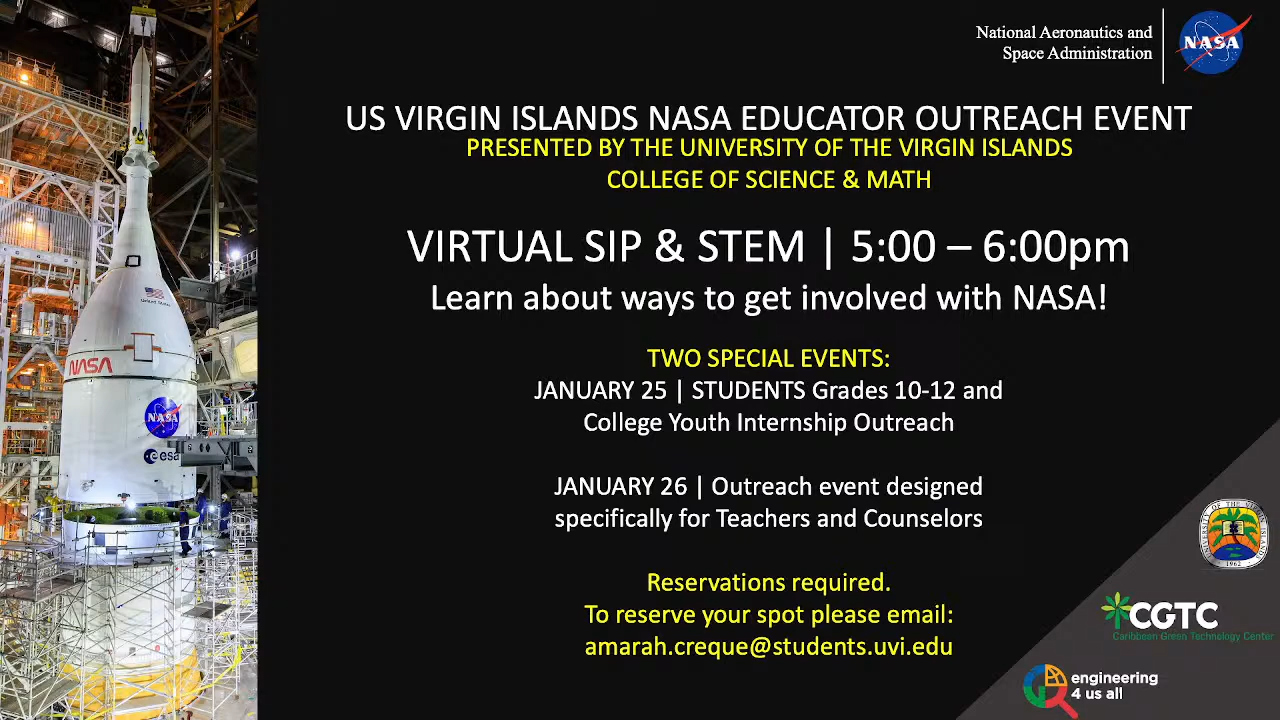 National Aeronautics and
Space Administration
NASA
US VIRGIN ISLANDS NASA EDUCATOR OUTREACH EVENT
PRESENTED BY THE UNIVERSITY OF THE VIRGIN ISLANDS
COLLEGE OF SCIENCE & MATH
VIRTUAL SIP & STEM | 5:00 – 6:00pm
Learn about ways to get involved with NASA!
TWO SPECIAL EVENTS:
JANUARY 25 | STUDENTS Grades 10-12 and
College Youth Internship Outreach
JANUARY 26 | Outreach event designed
specifically for Teachers and Counselors
Reservations required.
To reserve your spot please email:
amarah.creque@students.uvi.edu
United States
NASA
NASA
esa
1962
CGTC
Caribbean Green Technology Center
engineering
4 us all